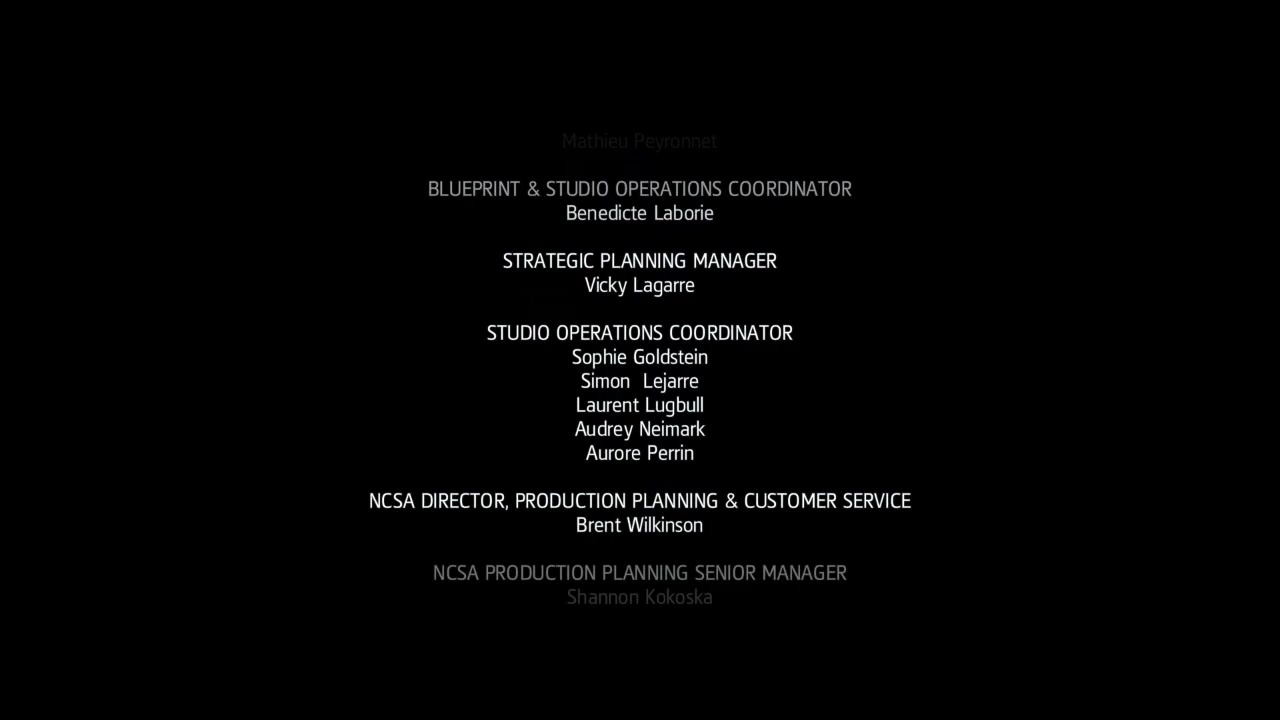 Mathieu Peyronnet
BLUEPRINT & STUDIO OPERATIONS COORDINATOR
Benedicte Laborie
STRATEGIC PLANNING MANAGER
Vicky Lagarre
STUDIO OPERATIONS COORDINATOR
Sophie Goldstein
Simon  Lejarre
Laurent Lugbull
Audrey Neimark
Aurore Perrin
NCSA DIRECTOR, PRODUCTION PLANNING & CUSTOMER SERVICE
Brent Wilkinson
NCSA PRODUCTION PLANNING SENIOR MANAGER
Shannon Kokoska